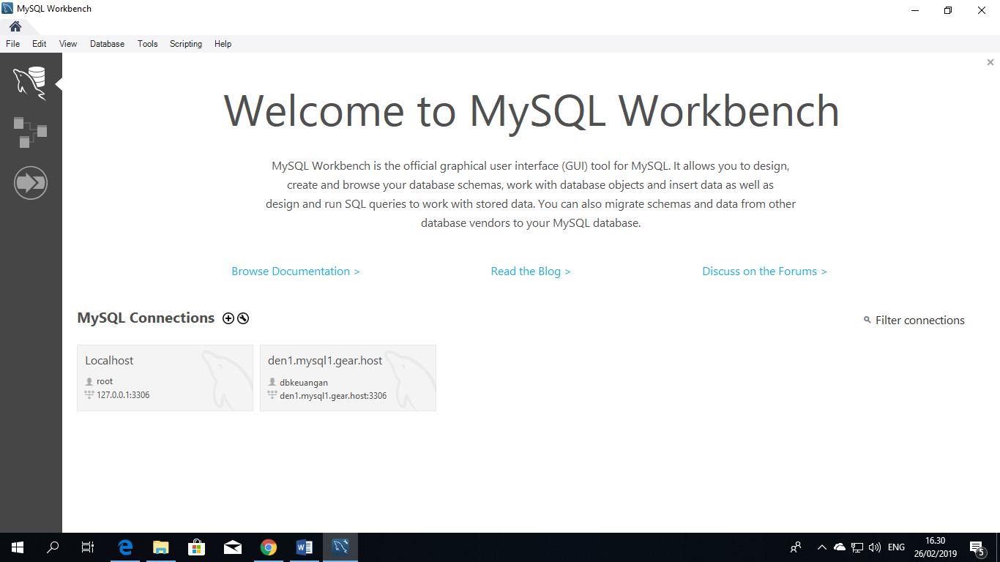 MySQL Workbench
File Edit View Database Tools Scripting Help
Welcome to MySQL Workbench
MySQL Workbench is the official graphical user interface (GUI) tool for MySQL. It allows you to design,
create and browse your database schemas, work with database objects and insert data as well as
design and run SQL queries to work with stored data. You can also migrate schemas and data from other
database vendors to your MySQL database.
Browse Documentation > Read the Blog > Discuss on the Forums >
MySQL Connections
Filter connections
Localhost
root
127.0.0.1:3306
den1.mysql1.gear.host
dbkeuangan
den1.mysql1.gear.host:3306
ENG
16.30
26/02/2019
5